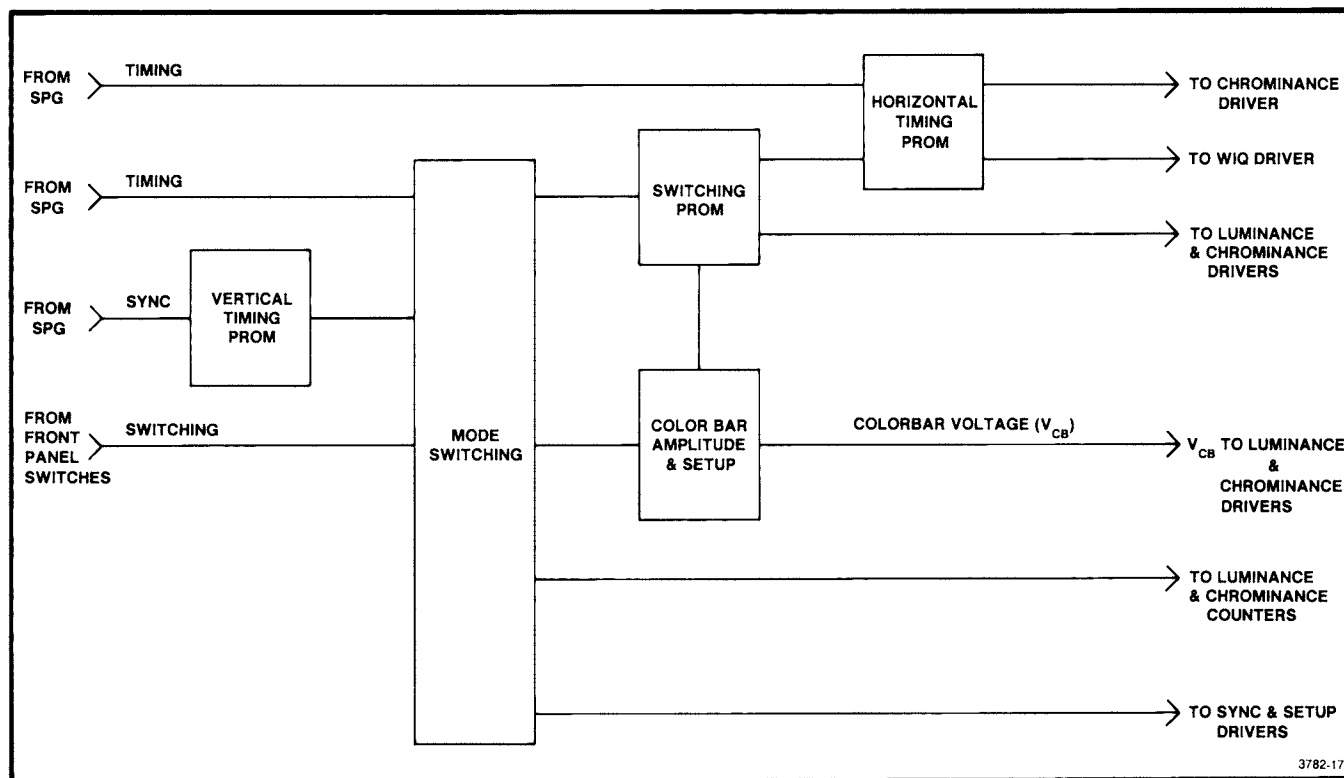 FROM
SPG
TIMING
HORIZONTAL
TIMING
PROM
TO CHROMINANCE
DRIVER
TO WIQ DRIVER
FROM
SPG
TIMING
SWITCHING
PROM
TO LUMINANCE
& CHROMINANCE
DRIVERS
FROM
SPG
SYNC
VERTICAL
TIMING
PROM
FROM
FRONT
PANEL
SWITCHES
SWITCHING
MODE
SWITCHING
COLOR BAR
AMPLITUDE
& SETUP
COLORBAR VOLTAGE (VCB)
VCB TO LUMINANCE
&
CHROMINANCE
DRIVERS
TO LUMINANCE
& CHROMINANCE
COUNTERS
TO SYNC & SETUP
DRIVERS
3782-17